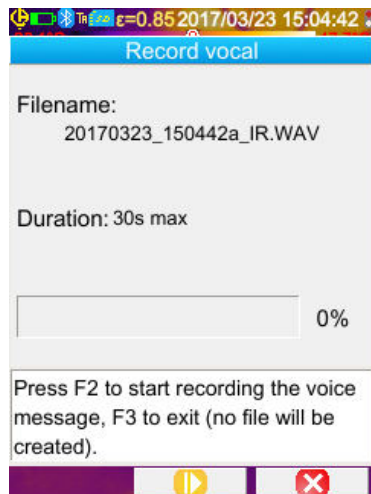 ε=0.85 2017/03/23 15:04:42
Record vocal
Filename:
20170323_150442a_IR.WAV
Duration: 30s max
0%
Press F2 to start recording the voice
message, F3 to exit (no file will be
created).